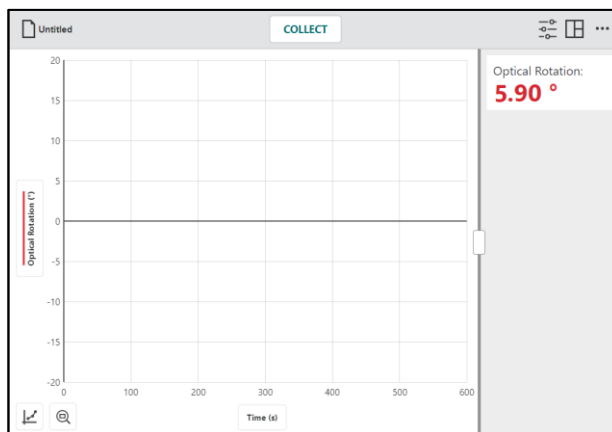 Untitled
COLLECT
Optical Rotation:
5.90 °
Optical Rotation (°)
20
15
10
5
0
-5
-10
-15
-20
0 100 200 300 400 500 600
Time (s)